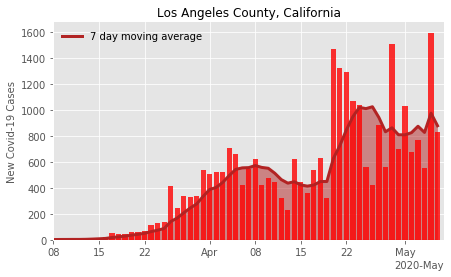 Los Angeles County, California
7 day moving average
New Covid-19 Cases
1600
1400
1200
1000
800
600
400
200
0
08 15 22 Apr 08 15 22 May
2020-May